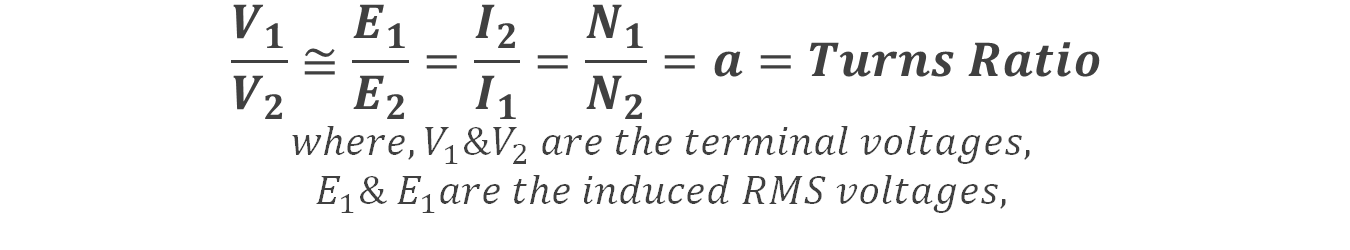 V₁/V₂ ≅ E₁/E₂ = I₂/I₁ = N₁/N₂ = a = Turns Ratio
where, V₁&V₂ are the terminal voltages,
E₁& E₁are the induced RMS voltages,